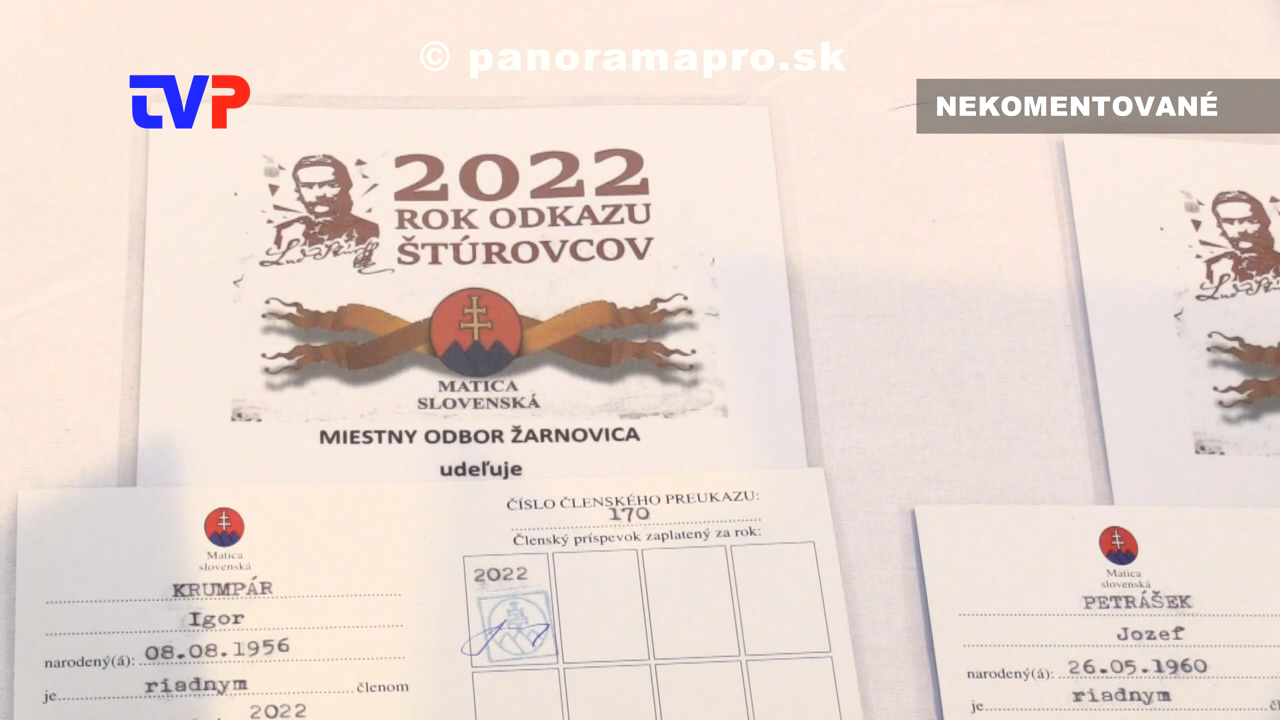 © panoramapro.sk
TVP
NEKOMENTOVANÉ
2022
ROK ODKAZU
ŠTÚROVCOV
MATICA
SLOVENSKÁ
MIESTNY ODBOR ŽARNOVICA
udeľuje
Matica
slovenská
KRUMPÁR
Igor
narodený(á): 08.08.1956
je riadnym členom
2022
ČÍSLO ČLENSKÉHO PREUKAZU:
170
Členský príspevok zaplatený za rok:
2022
Matica
slovenská
PETRÁŠEK
Jozef
narodený(á): 26.05.1960
je riadnym